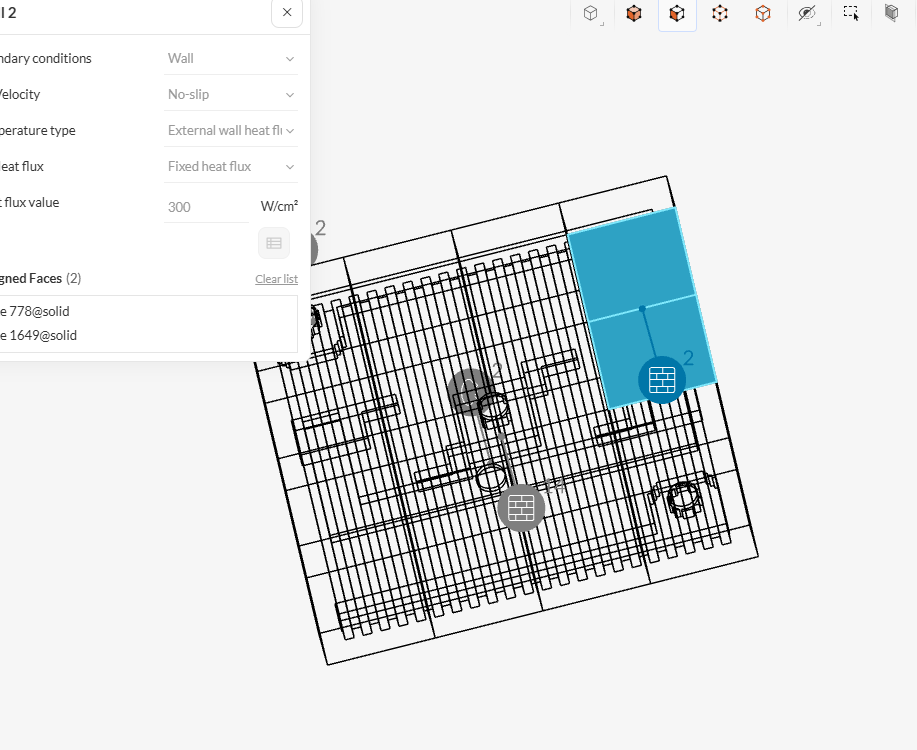 l 2
ndary conditions Wall
Velocity No-slip
perature type External wall heat flu
eat flux Fixed heat flux
t flux value 300 W/cm²
2
gned Faces (2) Clear list
e 778@solid
e 1649@solid
2
2